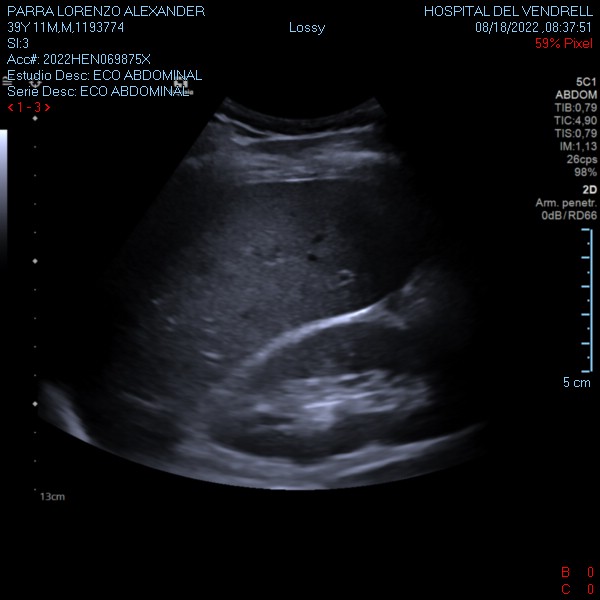 PARRA LORENZO ALEXANDER
39Y 11M,M,1193774
SI:3
Acc#: 2022HEN069875X
Estudio Desc: ECO ABDOMINAL
Serie Desc: ECO ABDOMINAL
< 1 - 3 >
Lossy
HOSPITAL DEL VENDRELL
08/18/2022 ,08:37:51
59% Pixel
5C1
ABDOM
TIB:0,79
TIC:4,90
TIS:0,79
IM:1,13
26cps
98%
2D
Arm. penetr.
0dB/RD66
5 cm
13cm
B 0
C 0